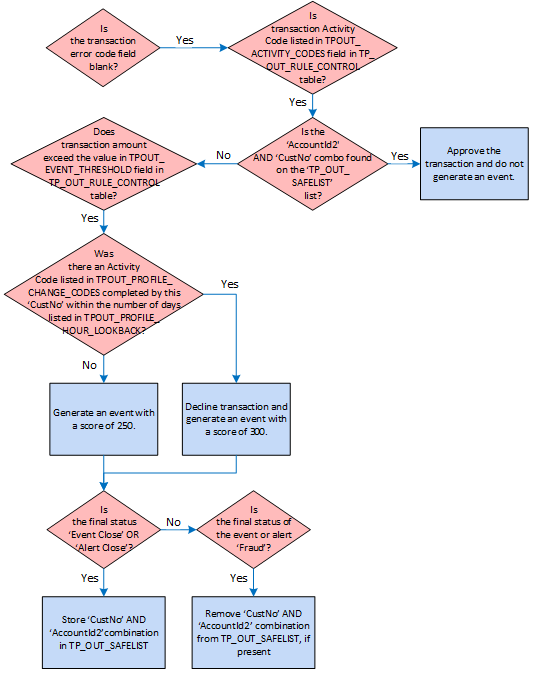 Is
the transaction
error code field
blank?
Yes
Is
transaction Activity
Code listed in TPOUT_
ACTIVITY_CODES field in TP_
OUT_RULE_CONTROL
table?
Yes
Does
transaction amount
exceed the value in TPOUT_
EVENT_THRESHOLD field in
TP_OUT_RULE_CONTROL
table?
No
Is the
'AccountId2'
AND 'CustNo' combo found
on the 'TP_OUT_
SAFELIST'
list?
Yes
Approve the
transaction and do not
generate an event.
Yes
Was
there an Activity
Code listed in TPOUT_PROFILE_
CHANGE_CODES completed by this
'CustNo' within the number of days
listed in TPOUT_PROFILE_
HOUR_LOOKBACK?
Yes
No
Generate an event with
a score of 250.
Decline transaction and
generate an event with
a score of 300.
Is
the final status
'Event Close' OR
'Alert Close'?
No
Is
the final status of
the event or alert
'Fraud'?
Yes
Yes
Store 'CustNo' AND
'AccountId2'combination
in TP_OUT_SAFELIST
Remove 'CustNo' AND
'AccountId2' combination
from TP_OUT_SAFELIST, if
present